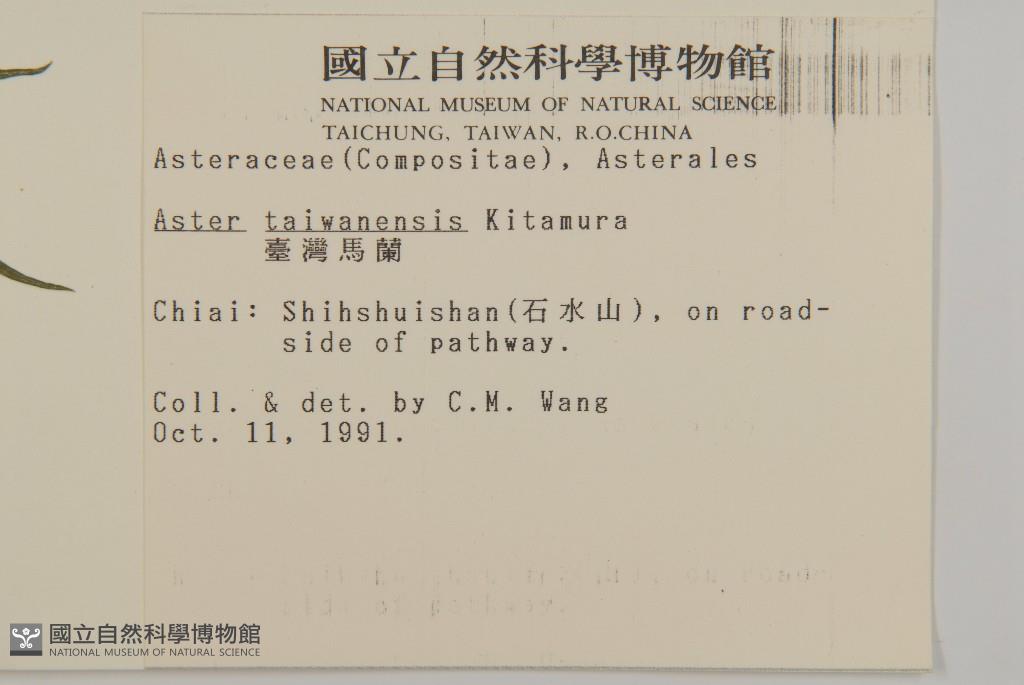 國立自然科學博物館
NATIONAL MUSEUM OF NATURAL SCIENCE
TAICHUNG, TAIWAN, R.O.CHINA
Asteraceae(Compositae), Asterales
Aster taiwanensis Kitamura
臺灣馬蘭
Chiai: Shihshuishan(石水山), on road-
side of pathway.
Coll. & det. by C.M. Wang
Oct. 11, 1991.
國立自然科學博物館
NATIONAL MUSEUM OF NATURAL SCIENCE